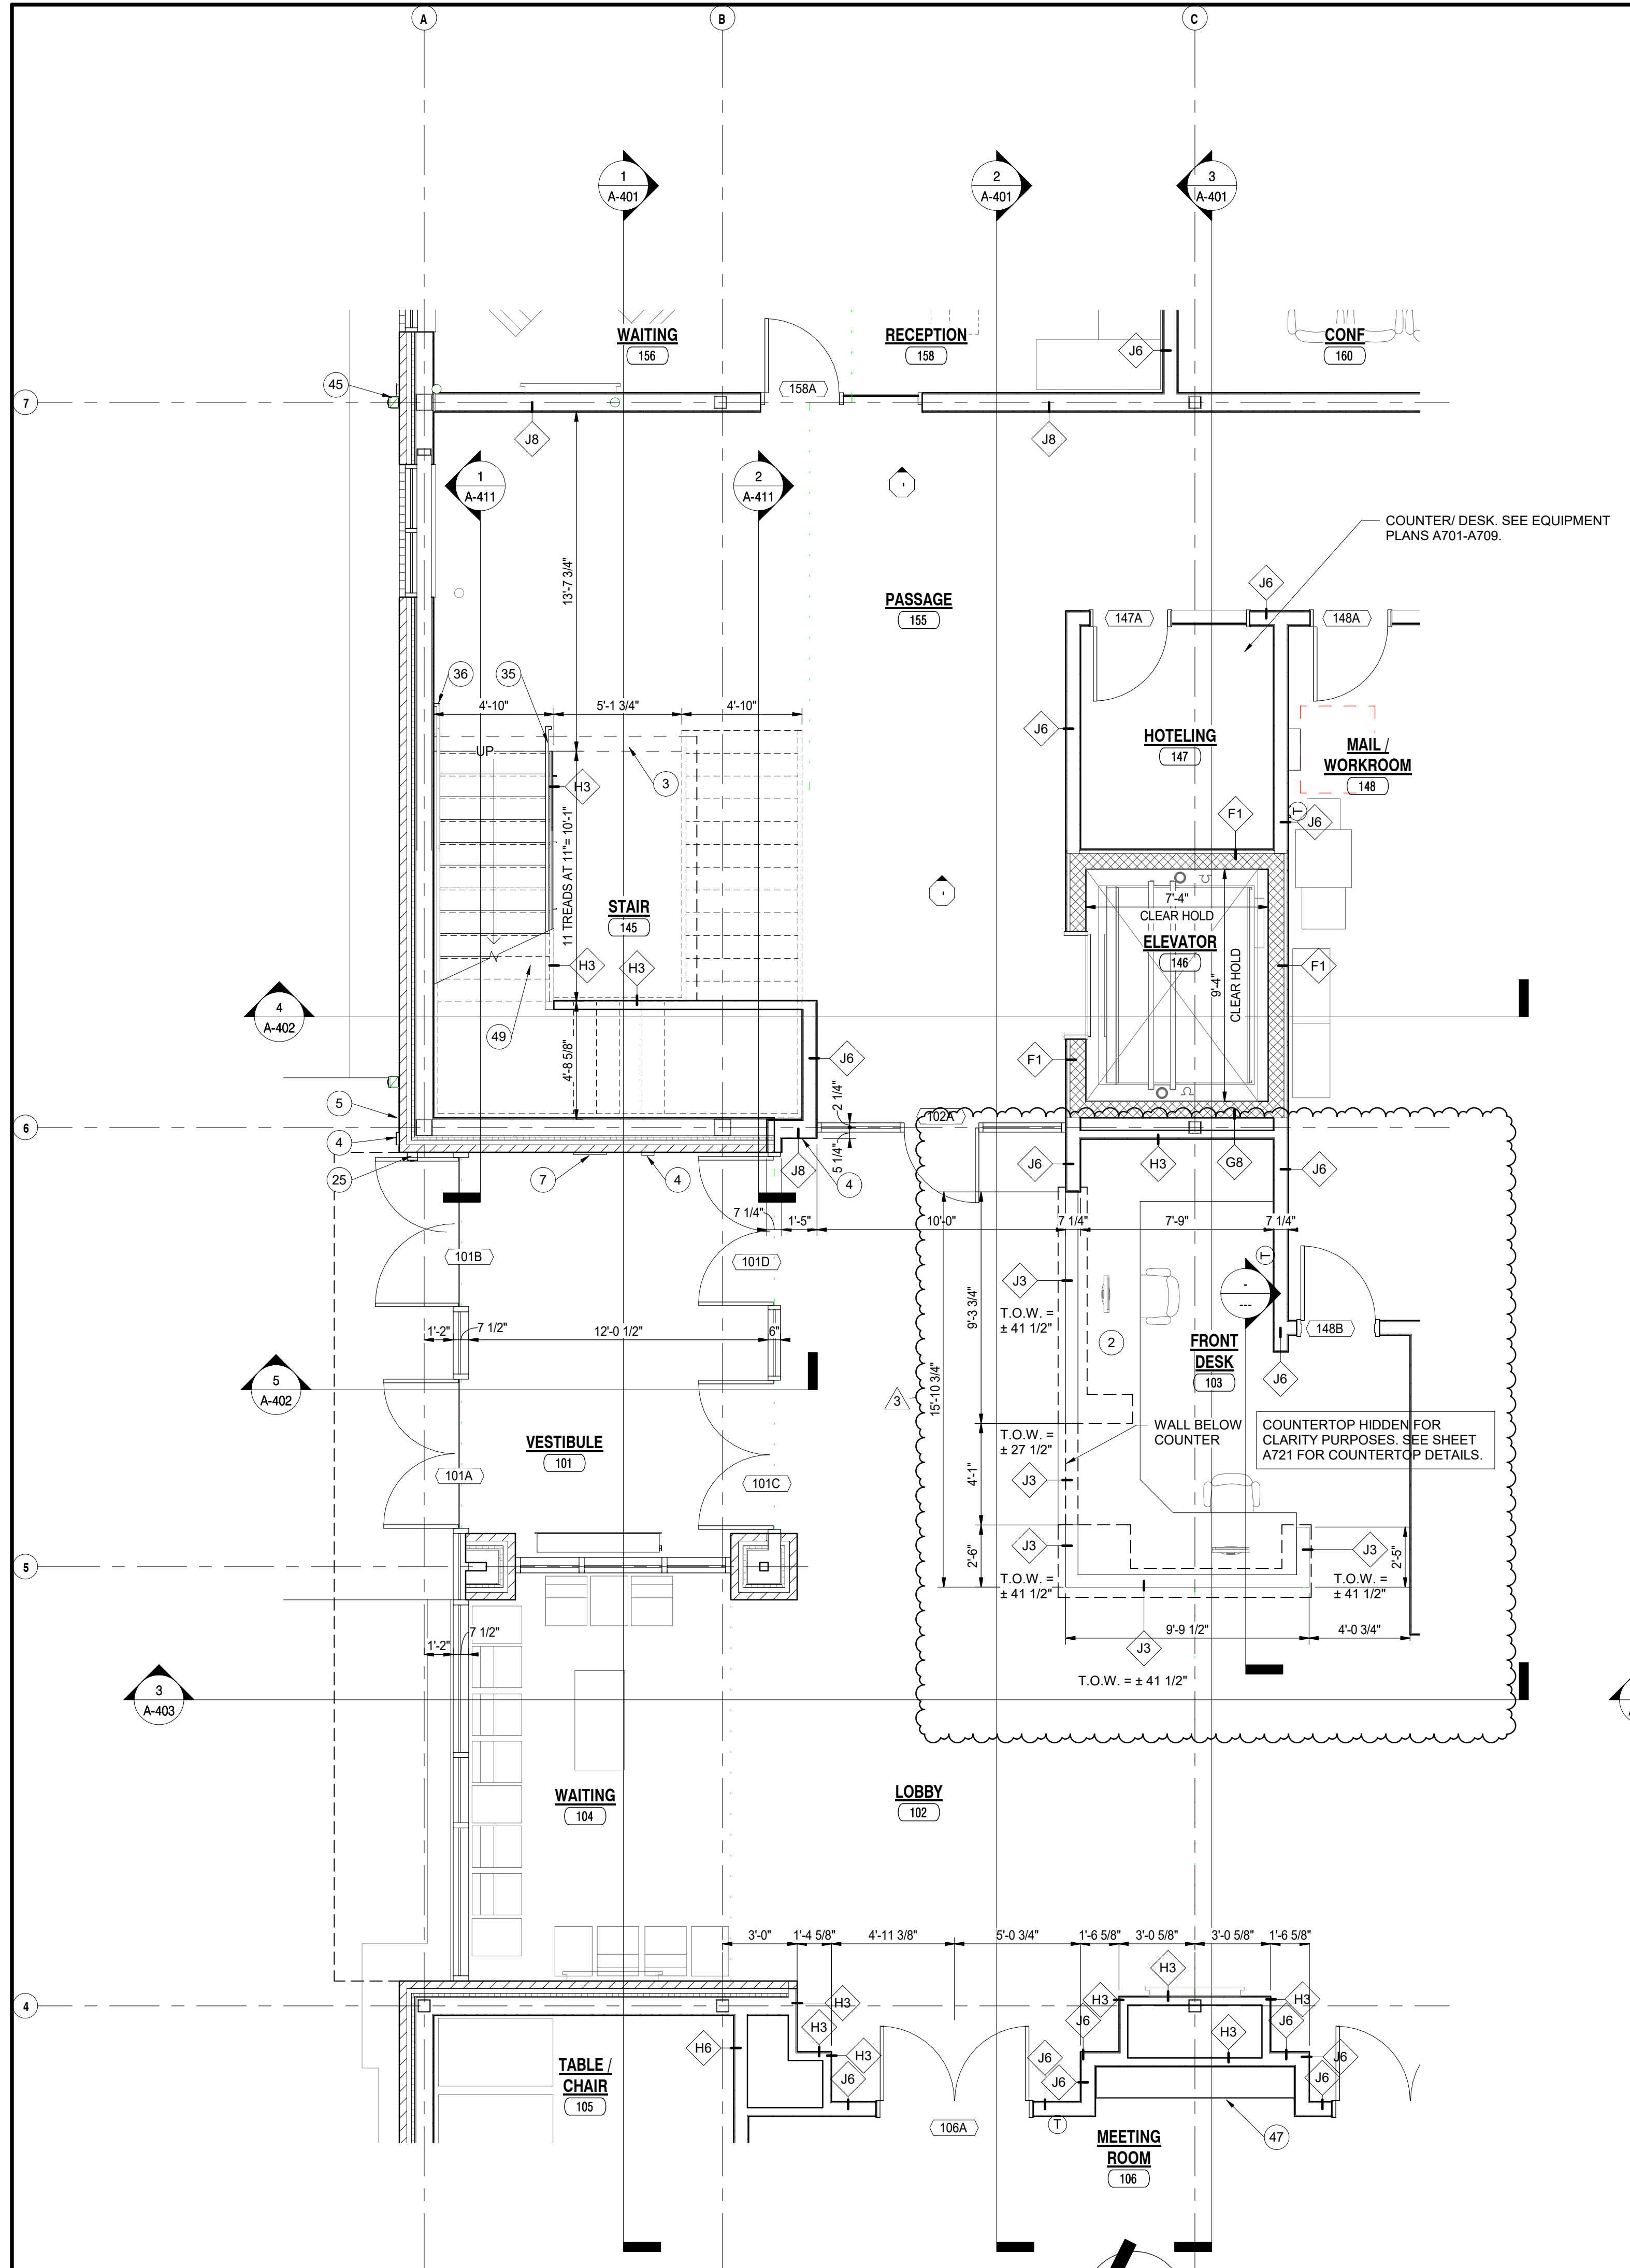 A
B
C
1
A-401
2
A-401
3
A-401
WAITING
156
RECEPTION
158
CONF
160
J6
45
158A
7
J8
J8
1
A-411
2
A-411
-
COUNTER/ DESK. SEE EQUIPMENT
PLANS A701-A709.
13'-7 3/4"
J6
PASSAGE
155
147A
148A
36
35
4'-10"
5'-1 3/4"
4'-10"
J6
HOTELING
147
MAIL /
WORKROOM
148
UP
3
H3
11 TREADS AT 11"= 10'-1"
F1
T
J6
-
7'-4"
CLEAR HOLD
STAIR
145
ELEVATOR
146
H3
H3
F1
9'-4"
CLEAR HOLD
4
A-402
49
4'-8 5/8"
J6
F1
5
2 1/4"
102A
6
4
5 1/4"
25
7
4
J8
4
J6
H3
G8
J6
7 1/4"
1'-5"
10'-0"
7 1/4"
7'-9"
7 1/4"
101B
101D
T
J3
9'-3 3/4"
T.O.W. =
± 41 1/2"
-
---
1'-2"
7 1/2"
12'-0 1/2"
6"
2
148B
FRONT
DESK
103
J6
5
A-402
3
15'-10 3/4"
WALL BELOW
COUNTER
COUNTERTOP HIDDEN FOR
CLARITY PURPOSES. SEE SHEET
A721 FOR COUNTERTOP DETAILS.
VESTIBULE
101
T.O.W. =
± 27 1/2"
101A
101C
4'-1"
J3
5
2'-6"
J3
J3
2'-5"
T.O.W. =
± 41 1/2"
T.O.W. =
± 41 1/2"
1'-2"
7 1/2"
9'-9 1/2"
4'-0 3/4"
J3
T.O.W. = ± 41 1/2"
3
A-403
WAITING
104
LOBBY
102
3'-0"
1'-4 5/8"
4'-11 3/8"
5'-0 3/4"
1'-6 5/8"
3'-0 5/8"
3'-0 5/8"
1'-6 5/8"
H3
4
H3
H3
H3
H3
J6
H3
J6
H6
H3
J6
J6
TABLE /
CHAIR
105
J6
J6
J6
106A
T
47
MEETING
ROOM
106